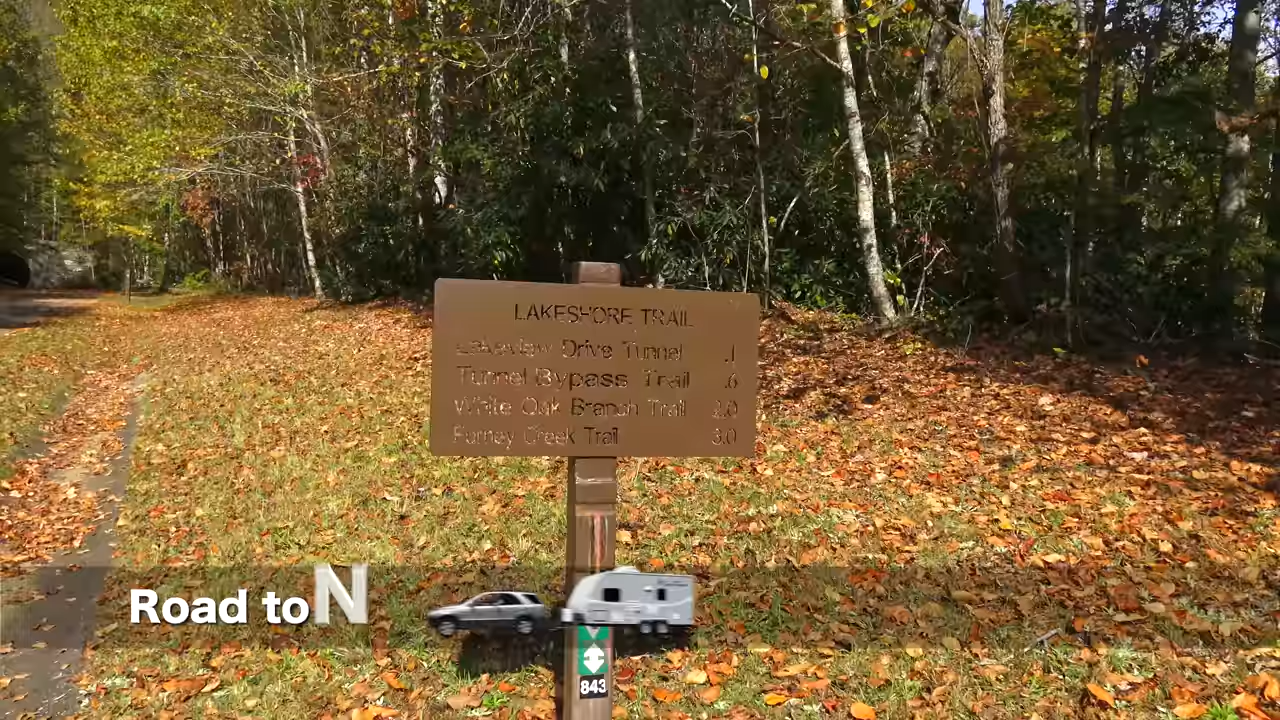 LAKESHORE TRAIL
Lakeview Drive Tunnel .1
Tunnel Bypass Trail .6
White Oak Branch Trail 2.0
Forney Creek Trail 3.0
Road to N
843